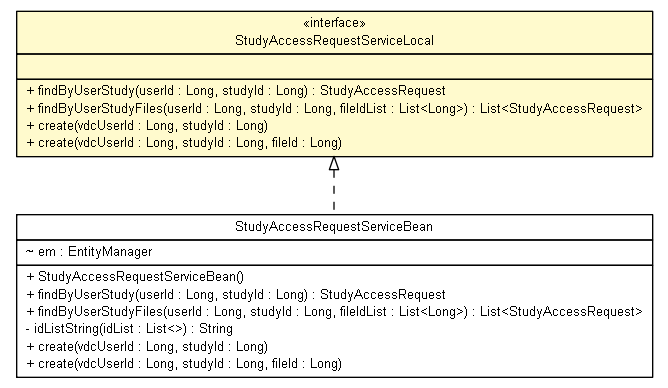 «interface»
StudyAccessRequestServiceLocal
+ findByUserStudy(userId : Long, studyId : Long) : StudyAccessRequest
+ findByUserStudyFiles(userId : Long, studyId : Long, fileIdList : List<Long>) : List<StudyAccessRequest>
+ create(vdcUserId : Long, studyId : Long)
+ create(vdcUserId : Long, studyId : Long, fileId : Long)
StudyAccessRequestServiceBean
~ em : EntityManager
+ StudyAccessRequestServiceBean()
+ findByUserStudy(userId : Long, studyId : Long) : StudyAccessRequest
+ findByUserStudyFiles(userId : Long, studyId : Long, fileIdList : List<Long>) : List<StudyAccessRequest>
- idListString(idList : List<>) : String
+ create(vdcUserId : Long, studyId : Long)
+ create(vdcUserId : Long, studyId : Long, fileId : Long)